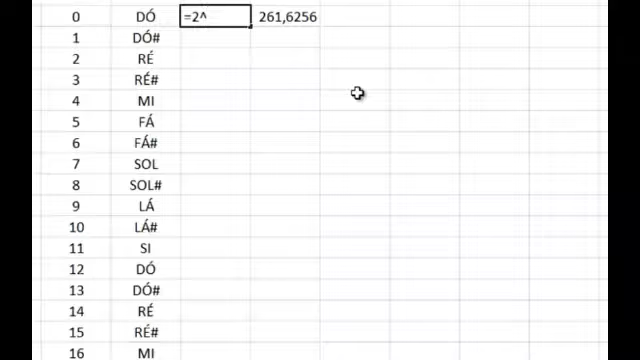 0 DÓ =2^ 261,6256
1 DÓ#
2 RÉ
3 RÉ#
4 MI
5 FÁ
6 FÁ#
7 SOL
8 SOL#
9 LÁ
10 LÁ#
11 SI
12 DÓ
13 DÓ#
14 RÉ
15 RÉ#
16 MI